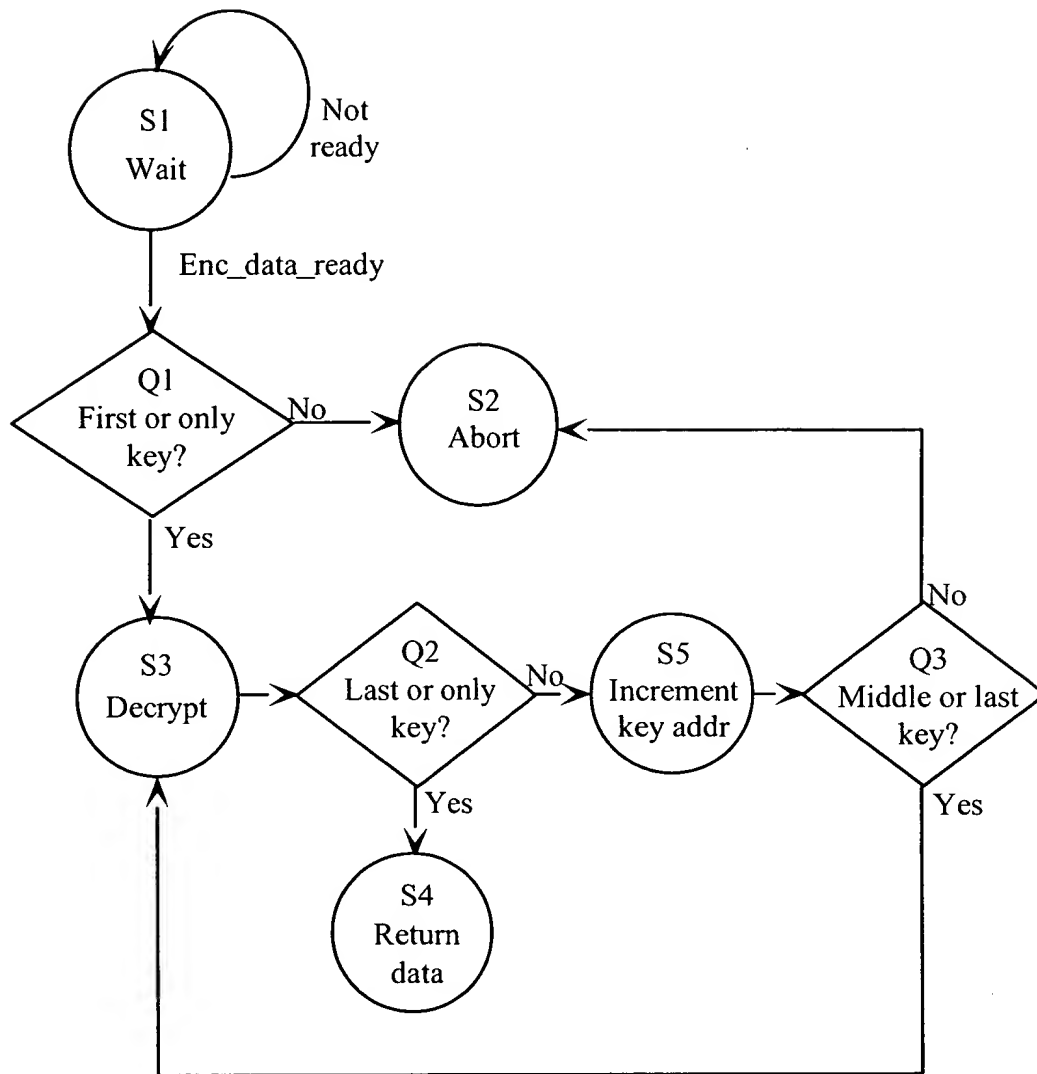 S1
Wait
Not
ready
Enc_data_ready
Q1
First or only
key?
No
S2
Abort
Yes
No
S3
Decrypt
Q2
Last or only
key?
No
S5
Increment
key addr
Q3
Middle or last
key?
Yes
Yes
S4
Return
data